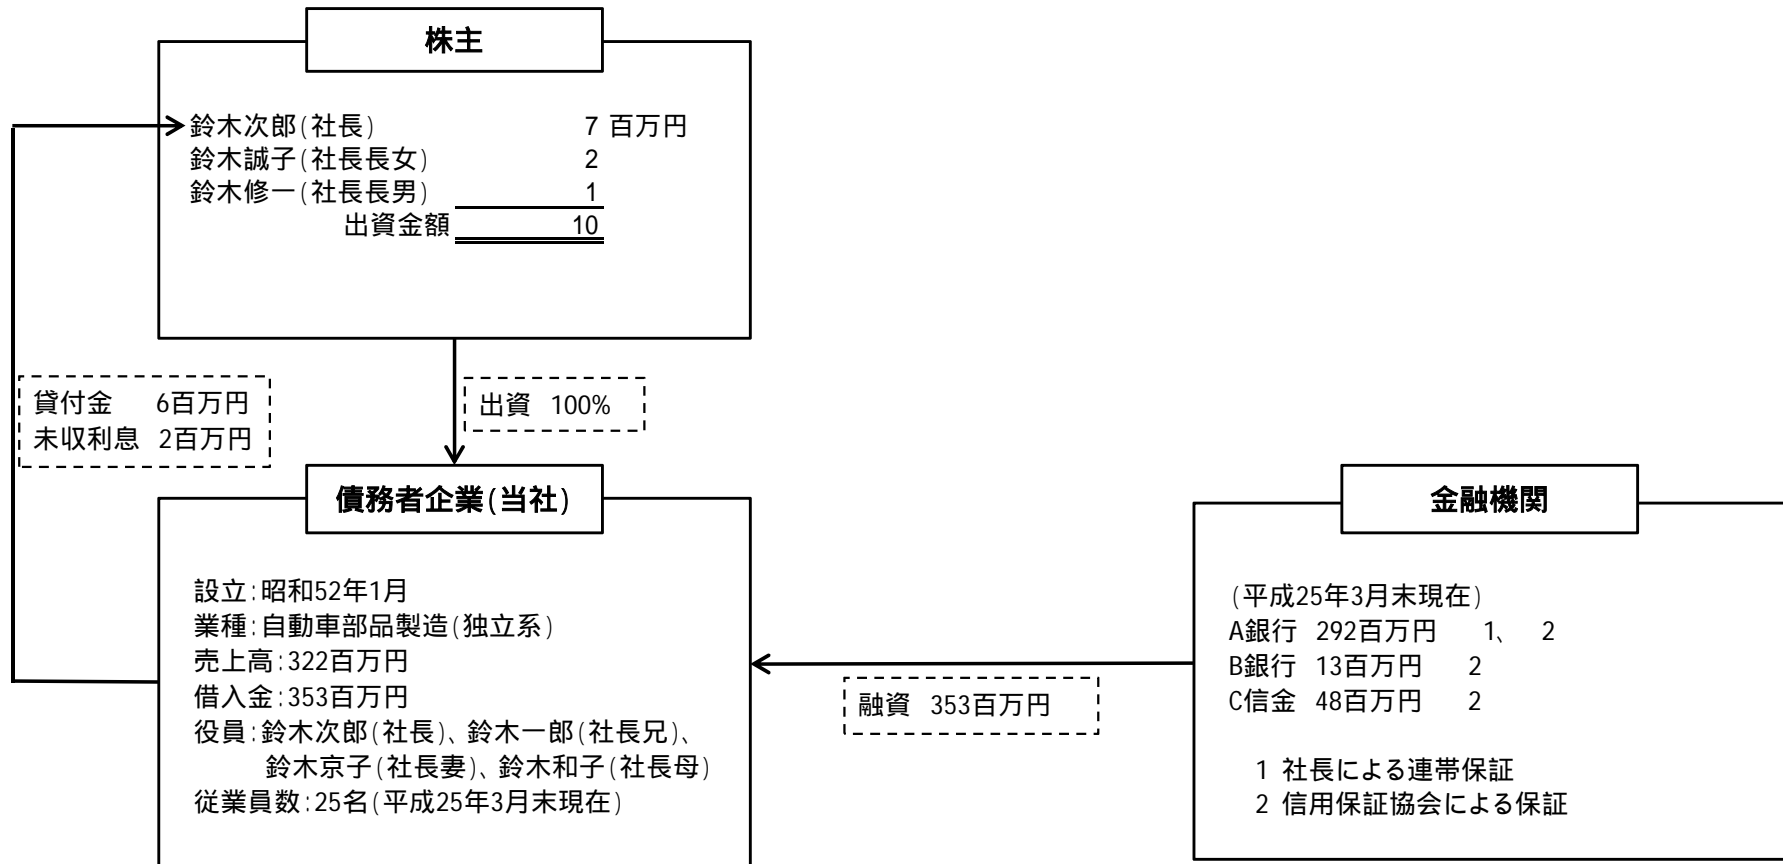 株主
鈴木次郎(社長) 7 百万円
鈴木誠子(社長長女) 2
鈴木修一(社長長男) 1
出資金額 10
貸付金 6百万円
未収利息 2百万円
出資 100%
債務者企業(当社)
設立:昭和52年1月
業種:自動車部品製造(独立系)
売上高:322百万円
借入金:353百万円
役員:鈴木次郎(社長)、鈴木一郎(社長兄)、
鈴木京子(社長妻)、鈴木和子(社長母)
従業員数:25名(平成25年3月末現在)
融資 353百万円
金融機関
(平成25年3月末現在)
A銀行 292百万円 1、 2
B銀行 13百万円 2
C信金 48百万円 2
1 社長による連帯保証
2 信用保証協会による保証